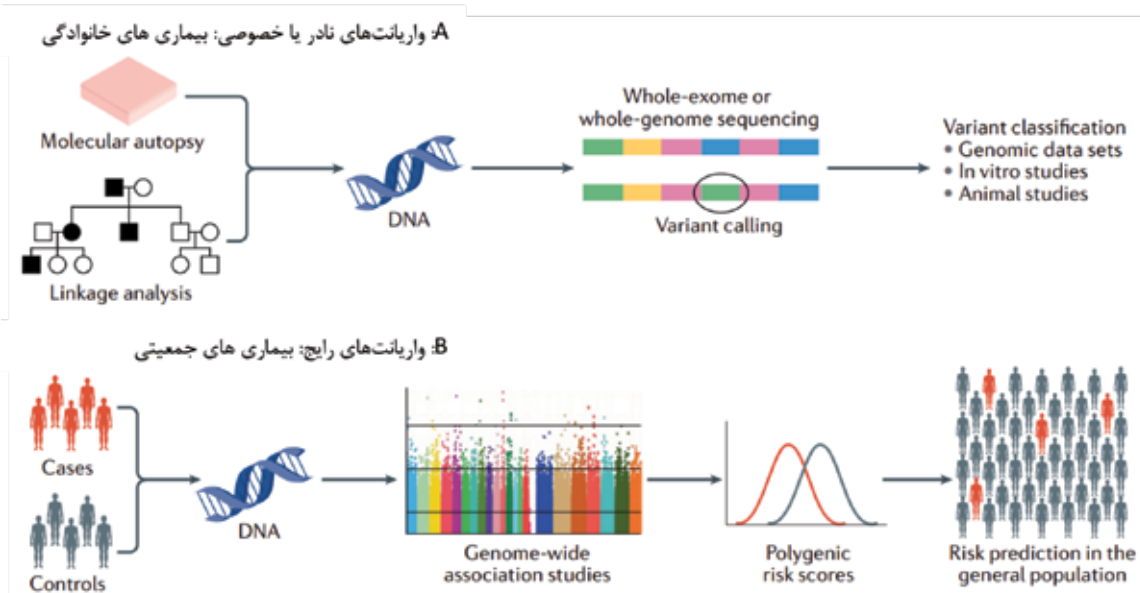 A: واریانت‌های نادر یا خصوصی: بیماری های خانوادگی
Molecular autopsy
Linkage analysis
DNA
Whole-exome or
whole-genome sequencing
Variant calling
Variant classification
• Genomic data sets
• In vitro studies
• Animal studies
B: واریانت‌های رایج: بیماری های جمعیتی
Cases
Controls
DNA
Genome-wide
association studies
Polygenic
risk scores
Risk prediction in the
general population